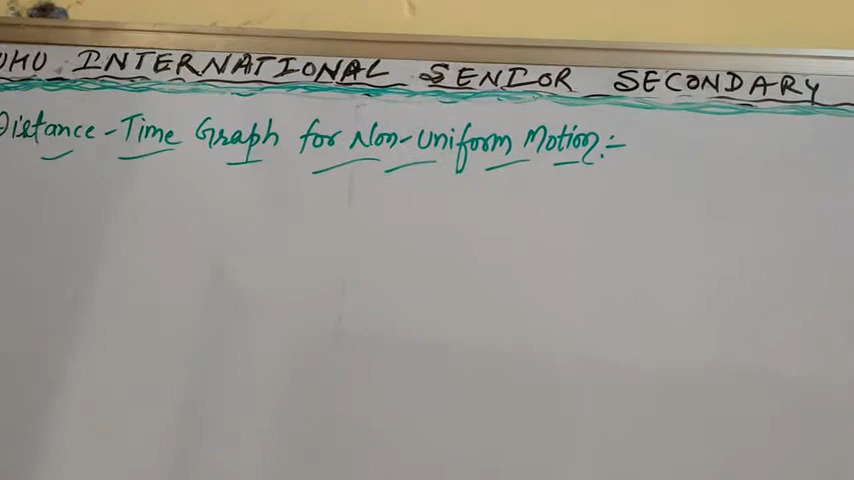 INTERNATIONAL SENIOR SECONDARY
Distance-Time Graph for Non-Uniform Motion:-